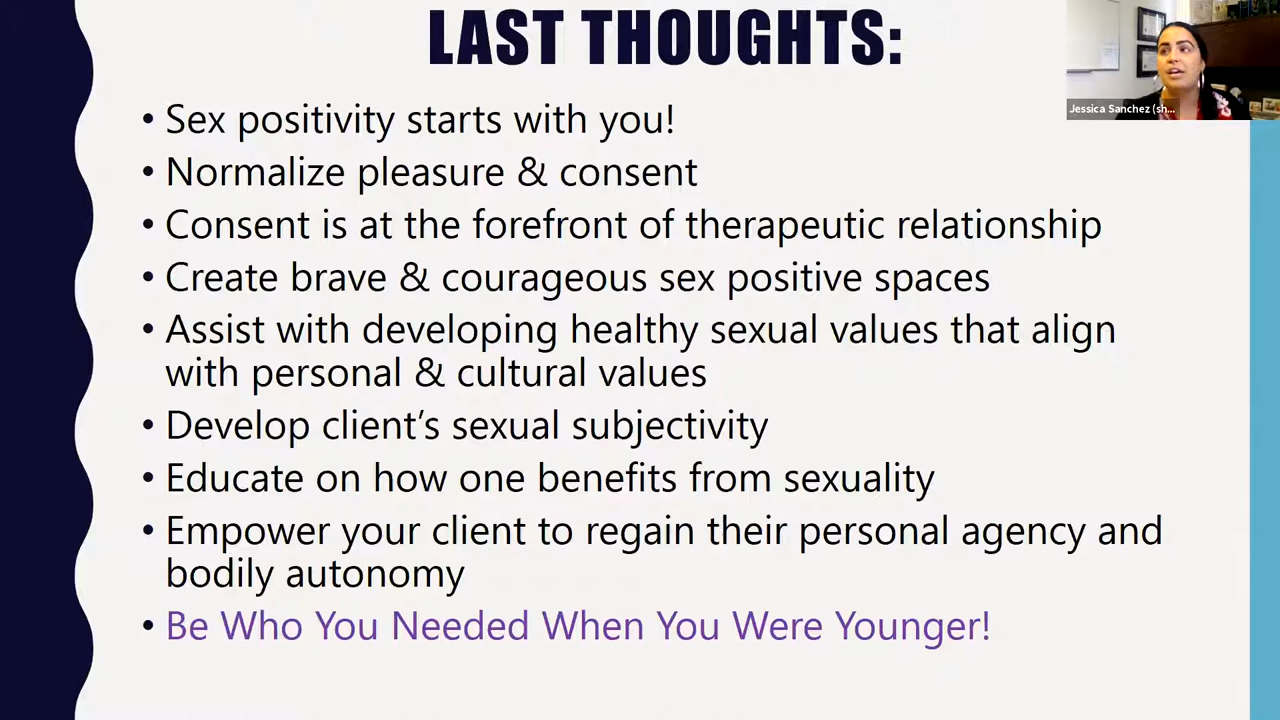 LAST THOUGHTS:
Jessica Sanchez (sh...
• Sex positivity starts with you!
• Normalize pleasure & consent
• Consent is at the forefront of therapeutic relationship
• Create brave & courageous sex positive spaces
• Assist with developing healthy sexual values that align
with personal & cultural values
• Develop client’s sexual subjectivity
• Educate on how one benefits from sexuality
• Empower your client to regain their personal agency and
bodily autonomy
• Be Who You Needed When You Were Younger!